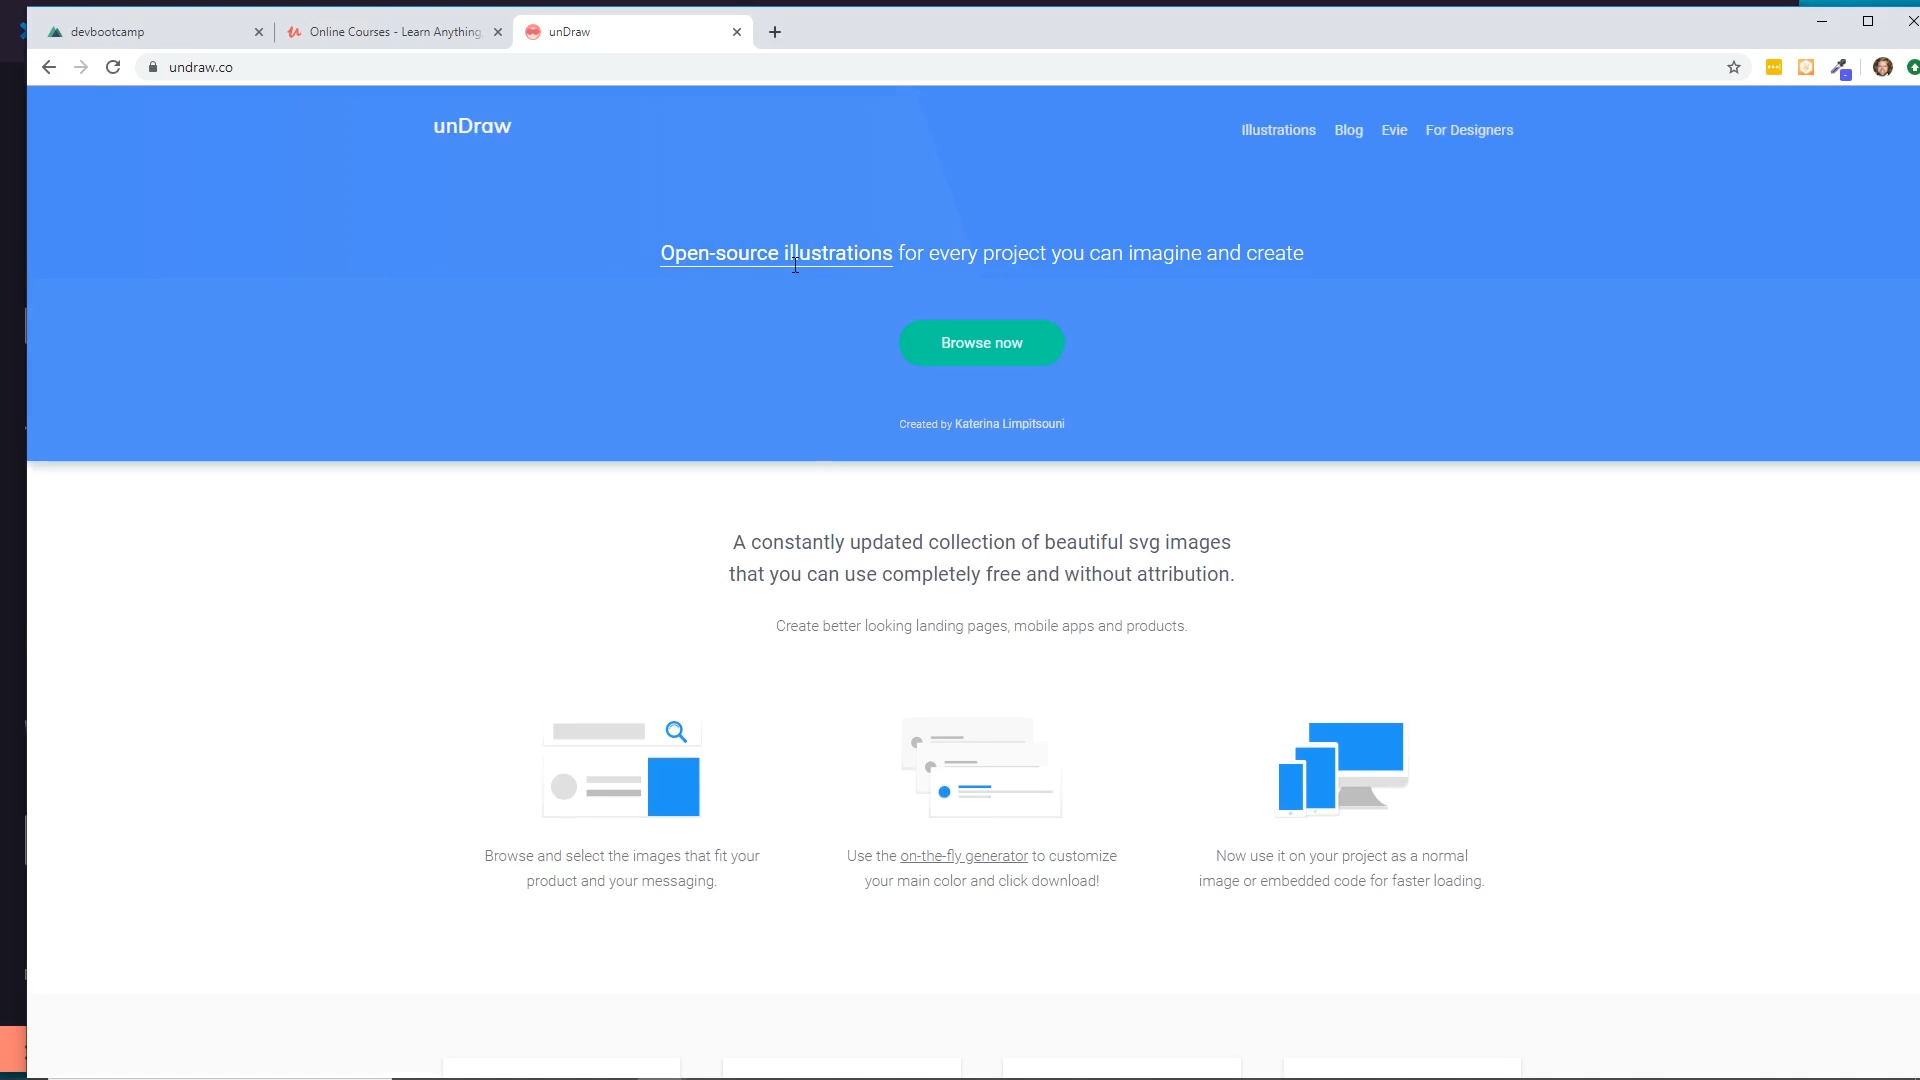 devbootcamp
Online Courses - Learn Anything,
unDraw
undraw.co
unDraw
Illustrations
Blog
Evie
For Designers
Open-source illustrations for every project you can imagine and create
Browse now
Created by Katerina Limpitsouni
A constantly updated collection of beautiful svg images
that you can use completely free and without attribution.
Create better looking landing pages, mobile apps and products.
Browse and select the images that fit your
product and your messaging.
Use the on-the-fly generator to customize
your main color and click download!
Now use it on your project as a normal
image or embedded code for faster loading.